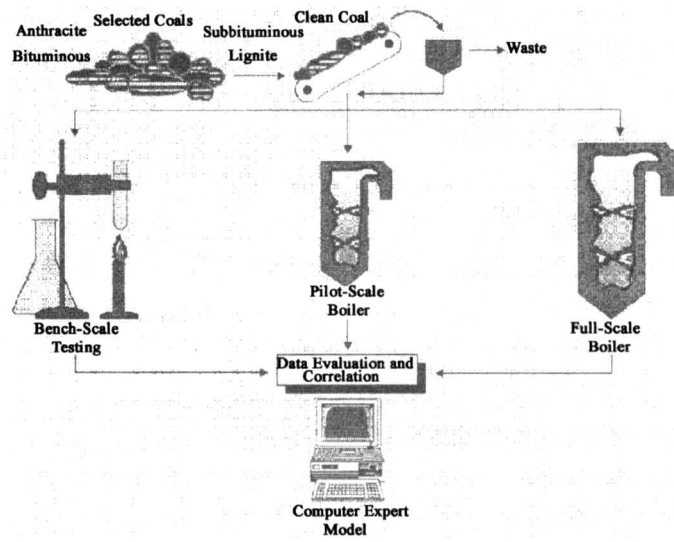 Selected Coals
Anthracite
Bituminous
Subbituminous
Lignite
Clean Coal
Waste
Bench-Scale
Testing
Pilot-Scale
Boiler
Full-Scale
Boiler
Data Evaluation and
Correlation
Computer Expert
Model